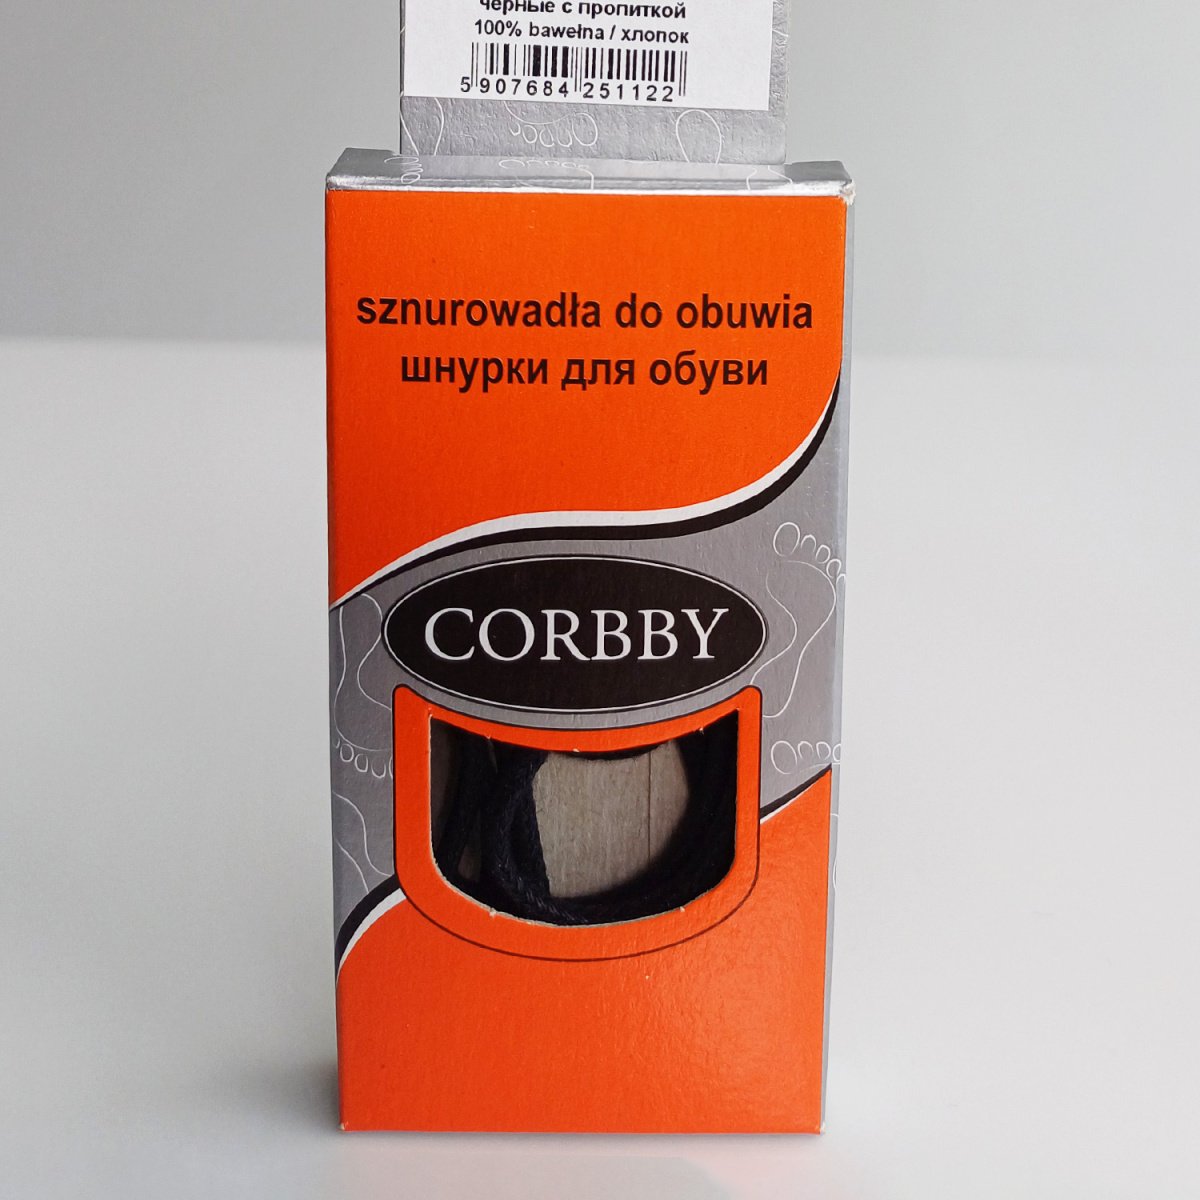 черные с пропиткой
100% bawełna / хлопок
5 907684 251122
sznurowadła do obuwia
шнурки для обуви
CORBBY